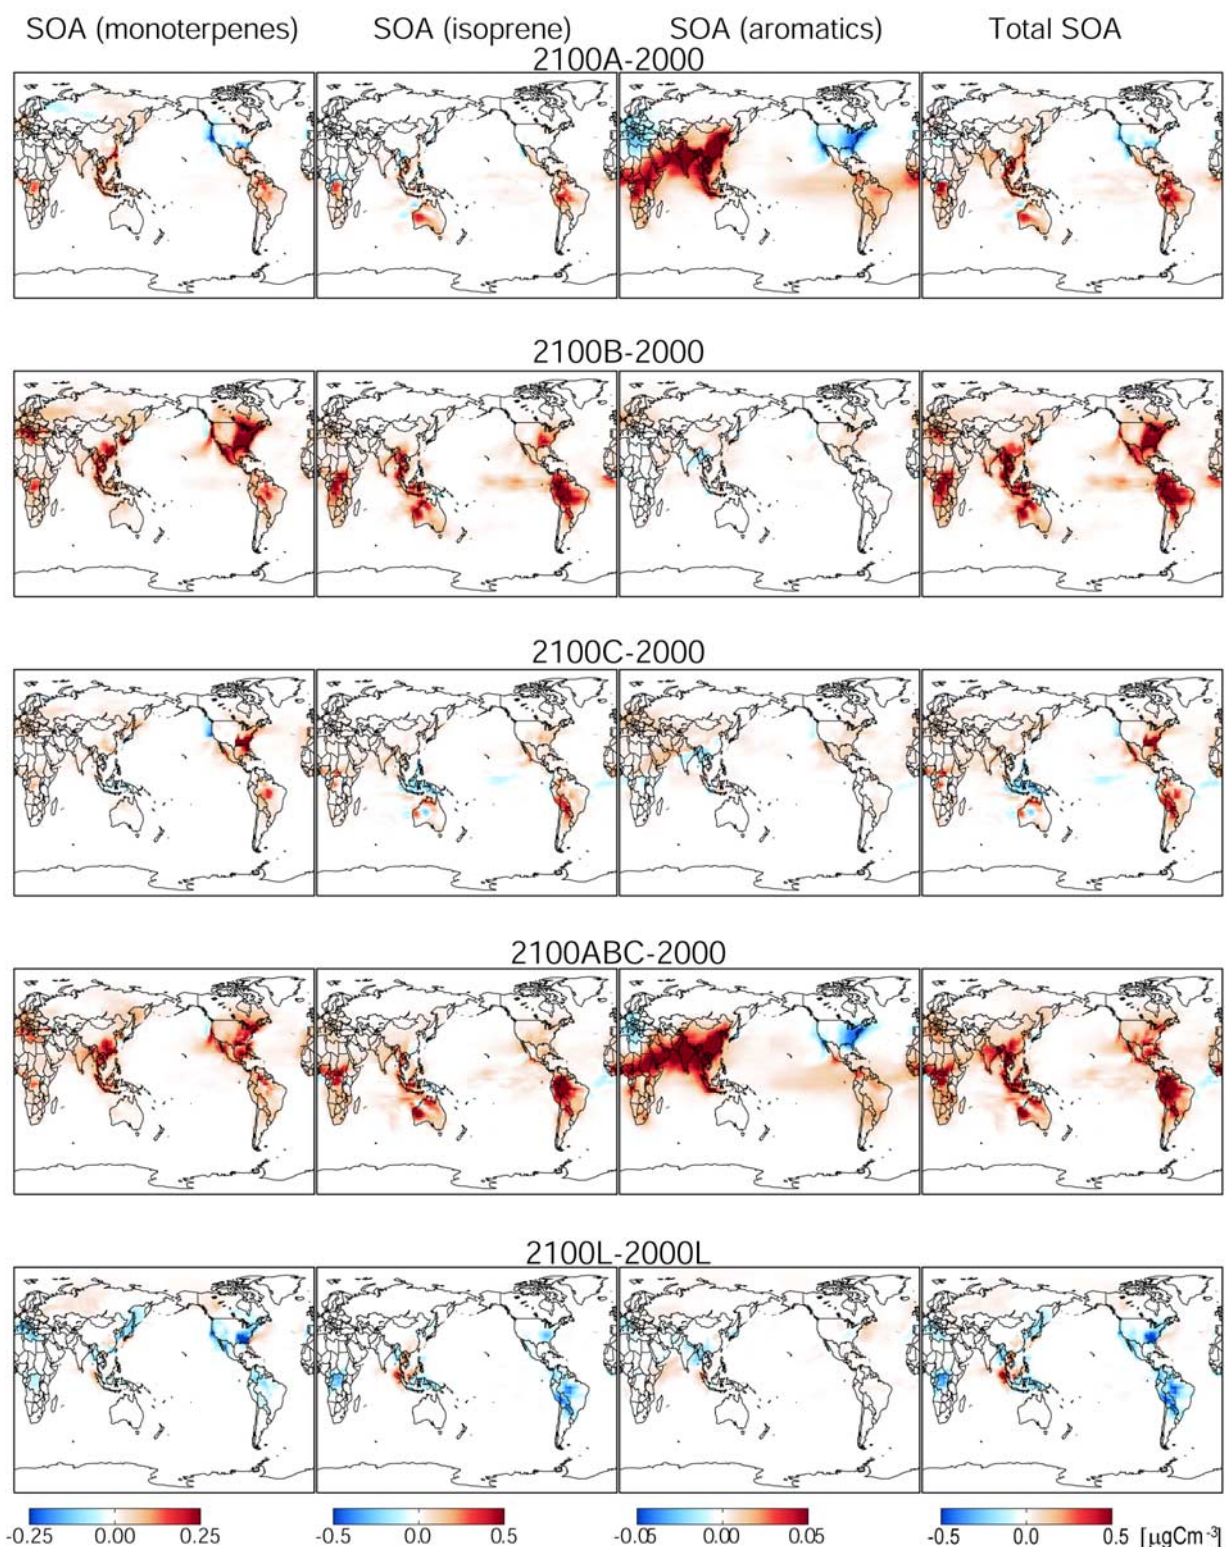 SOA (monoterpenes) SOA (isoprene) SOA (aromatics) Total SOA
2100A-2000
2100B-2000
2100C-2000
2100ABC-2000
2100L-2000L
-0.25 0.00 0.25 -0.5 0.0 0.5 -0.05 0.00 0.05 -0.5 0.0 0.5 [µgCm-3]